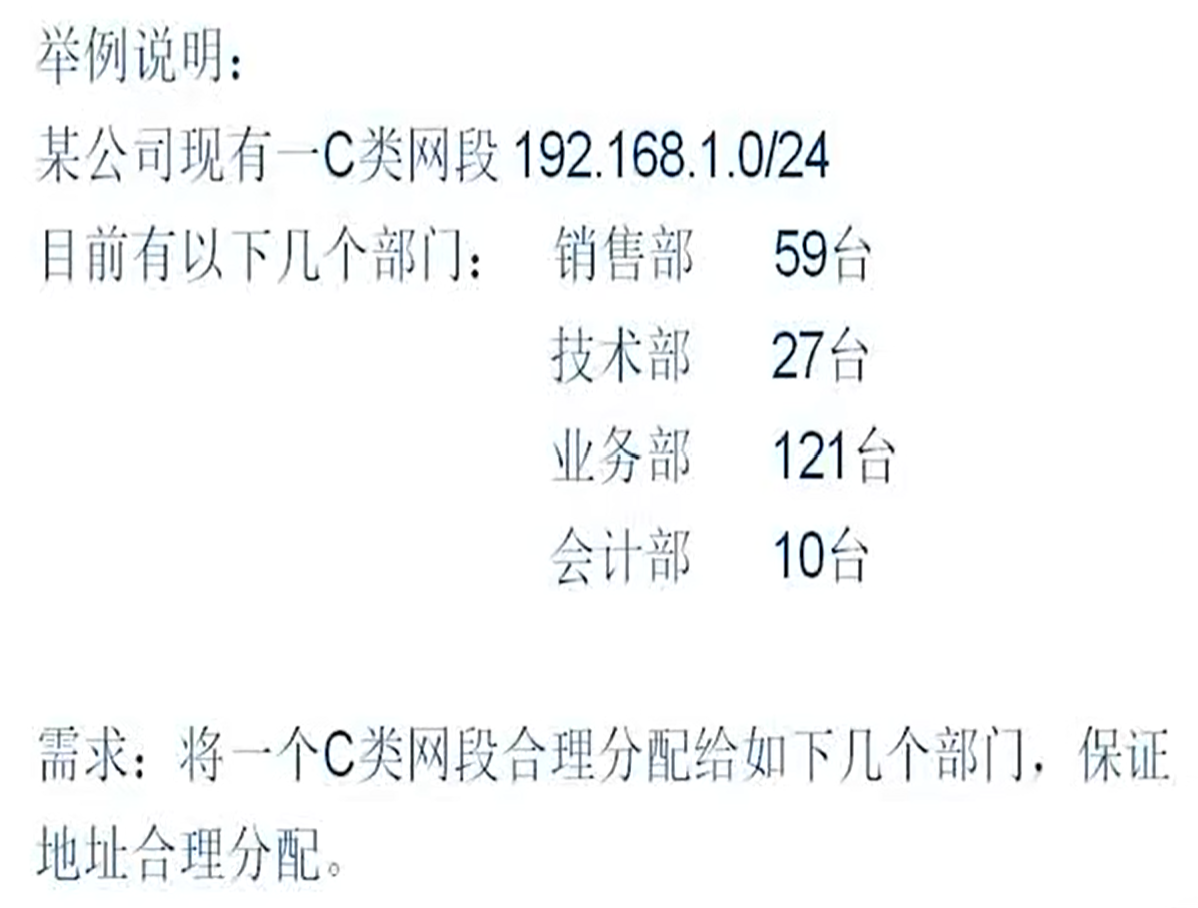 举例说明：
某公司现有一C类网段 192.168.1.0/24
目前有以下几个部门： 销售部 59台
技术部 27台
业务部 121台
会计部 10台
需求：将一个C类网段合理分配给如下几个部门，保证
地址合理分配。